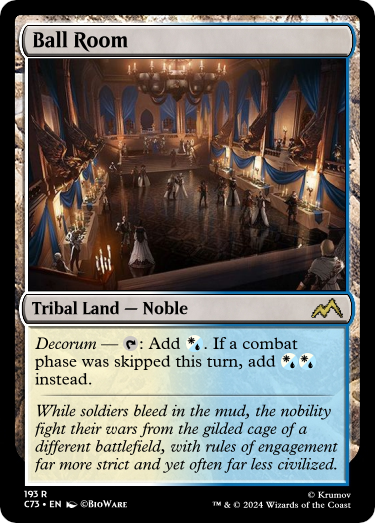 Ball Room
Tribal Land — Noble
Decorum — : Add . If a combat
phase was skipped this turn, add
instead.
While soldiers bleed in the mud, the nobility
fight their wars from the gilded cage of a
different battlefield, with rules of engagement
far more strict and yet often far less civilized.
193 R © Krumov
C73 • EN ©BIOWARE ™ & © 2024 Wizards of the Coast